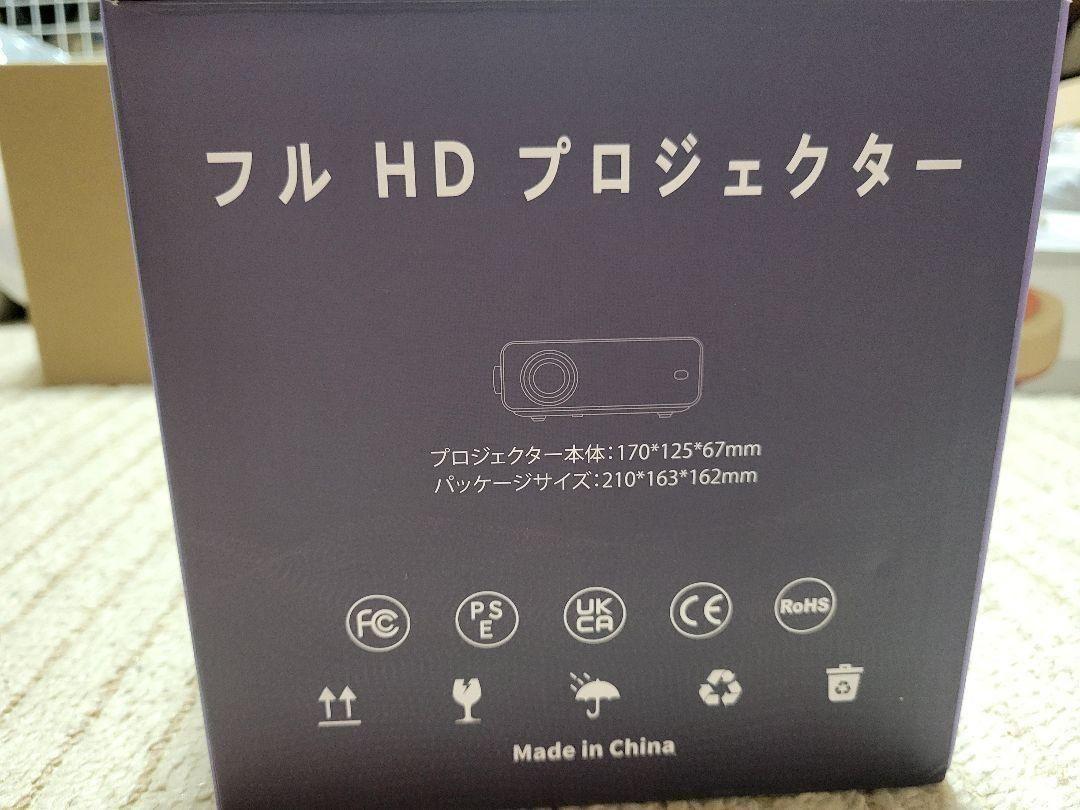 フル HD プロジェクター
プロジェクター本体:170*125*67mm
パッケージサイズ:210*163*162mm
FC PSE UKCA CE RoHS
Made in China